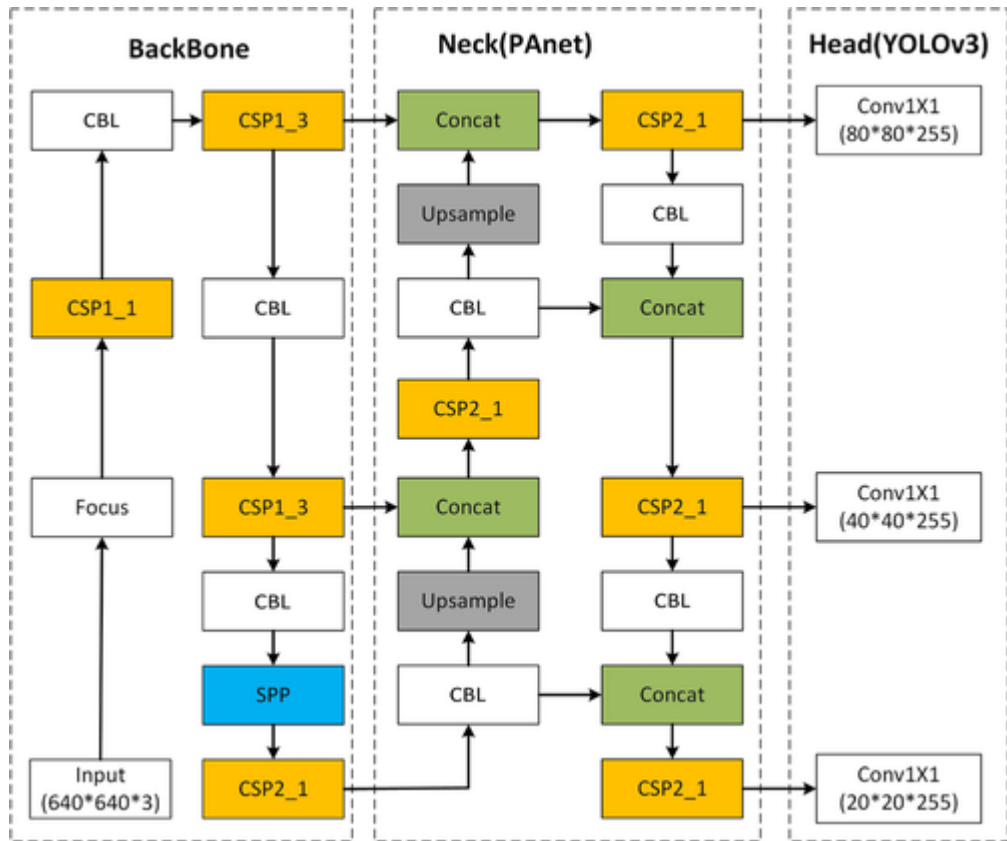 BackBone
CBL
CSP1_3
CSP1_1
CBL
Focus
CSP1_3
CBL
SPP
Input
(640*640*3)
CSP2_1
Neck(PAnet)
Concat
CSP2_1
Upsample
CBL
CBL
Concat
CSP2_1
Concat
CSP2_1
Upsample
CBL
CBL
Concat
CSP2_1
Head(YOLOv3)
Conv1X1
(80*80*255)
Conv1X1
(40*40*255)
Conv1X1
(20*20*255)